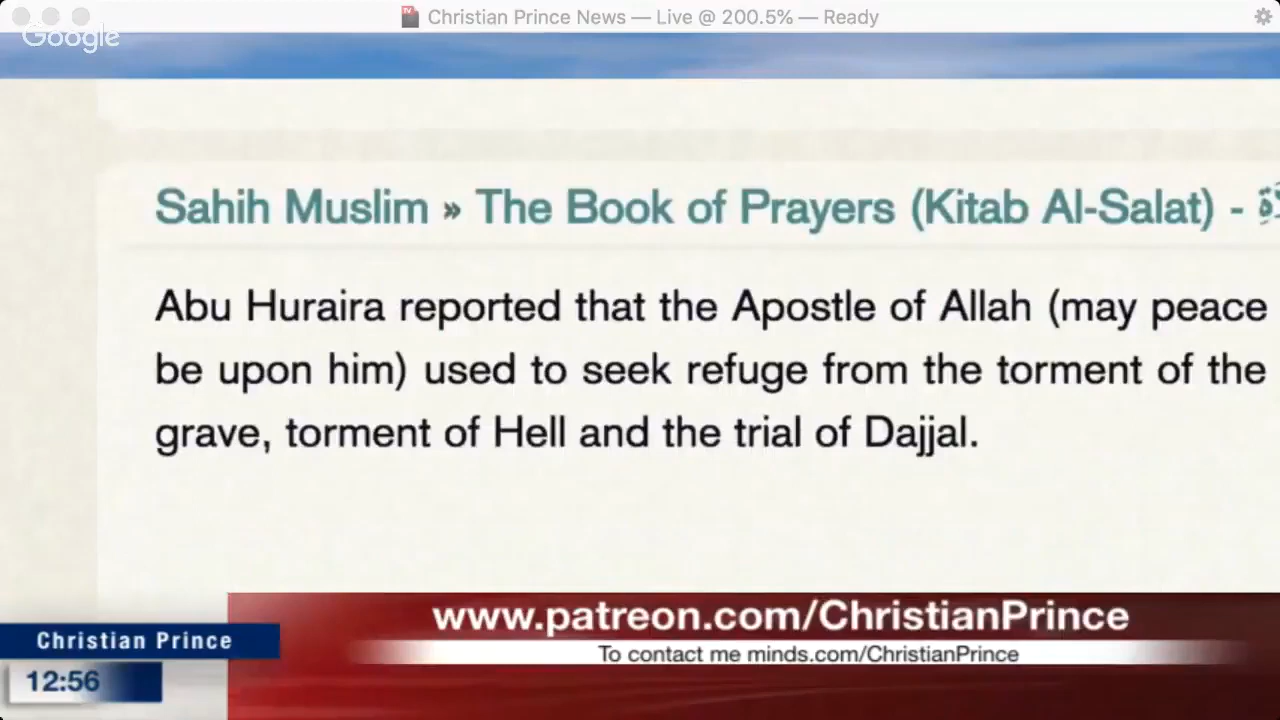 Christian Prince News — Live @ 200.5% — Ready
Google
Sahih Muslim » The Book of Prayers (Kitab Al-Salat) -
Abu Huraira reported that the Apostle of Allah (may peace
be upon him) used to seek refuge from the torment of the
grave, torment of Hell and the trial of Dajjal.
www.patreon.com/ChristianPrince
Christian Prince
To contact me minds.com/ChristianPrince
12:56